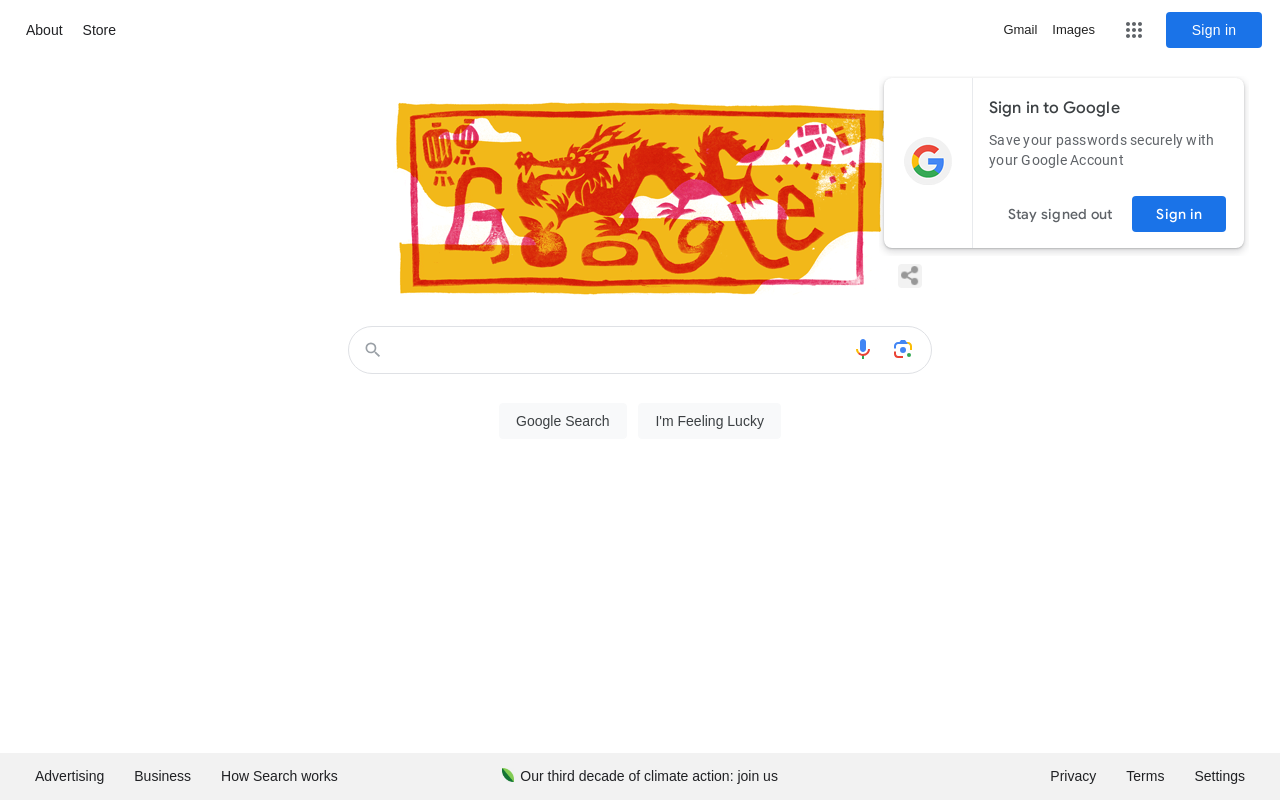 About Store
Gmail Images Sign in
Google
Sign in to Google
Save your passwords securely with
your Google Account
Stay signed out Sign in
Google Search I'm Feeling Lucky
Advertising Business How Search works Our third decade of climate action: join us Privacy Terms Settings